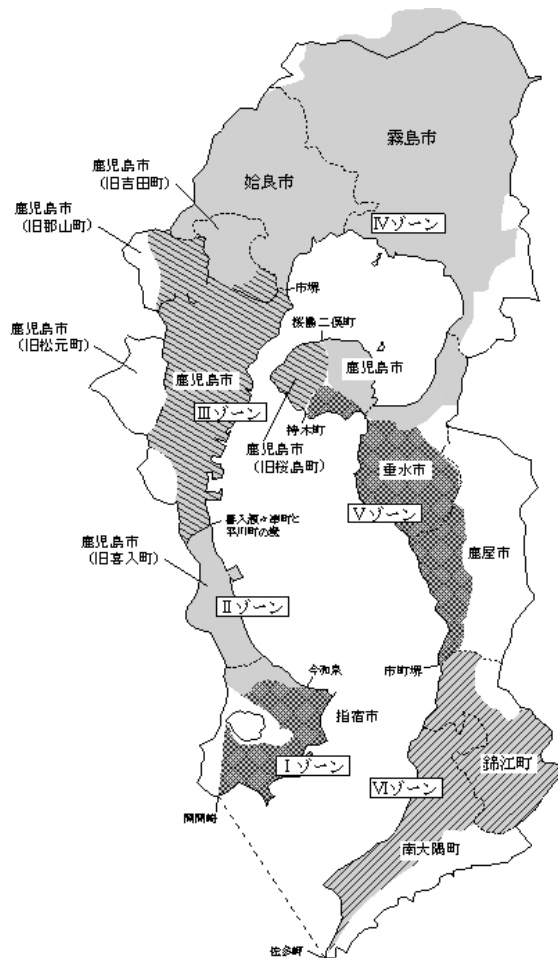 霧島市
姶良市
鹿児島市
（旧吉田町）
鹿児島市
（旧郡山町）
Ⅳゾーン
市堺
桜島二俣町
鹿児島市
（旧松元町）
鹿児島市
鹿児島市
Ⅲゾーン
持木町
鹿児島市
（旧桜島町）
垂水市
Ⅴゾーン
喜入瀬々串町と
平川町の境
鹿児島市
（旧喜入町）
鹿屋市
Ⅱゾーン
今和泉
市町堺
指宿市
錦江町
Ⅰゾーン
Ⅵゾーン
開聞崎
南大隅町
佐多岬